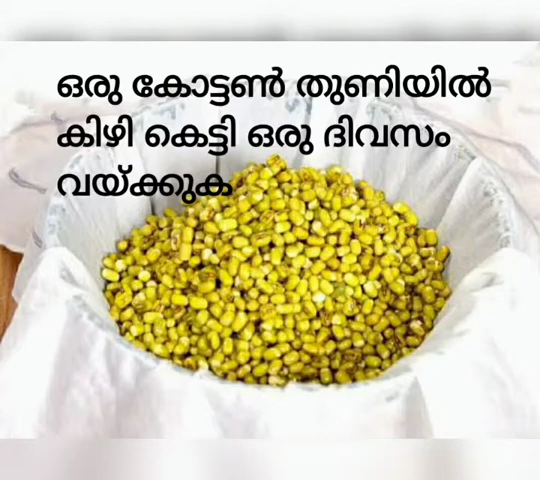 ഒരു കോട്ടൺ തുണിയിൽ
കിഴി കെട്ടി ഒരു ദിവസം
വയ്ക്കുക